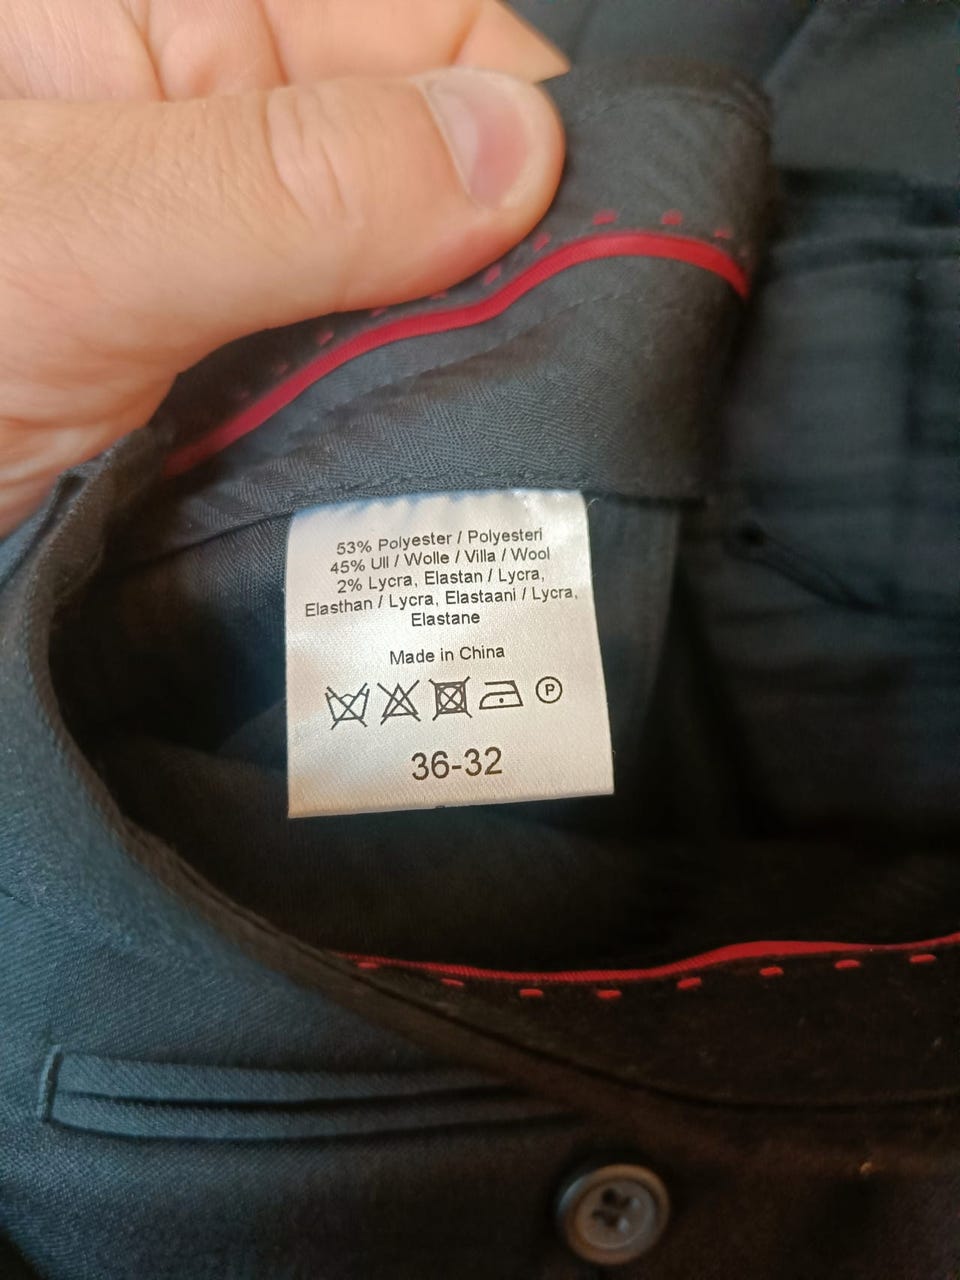 53% Polyester / Polyesteri
45% Ull / Wolle / Villa / Wool
2% Lycra, Elastan / Lycra,
Elasthan / Lycra, Elastaani / Lycra,
Elastane
Made in China
P
36-32